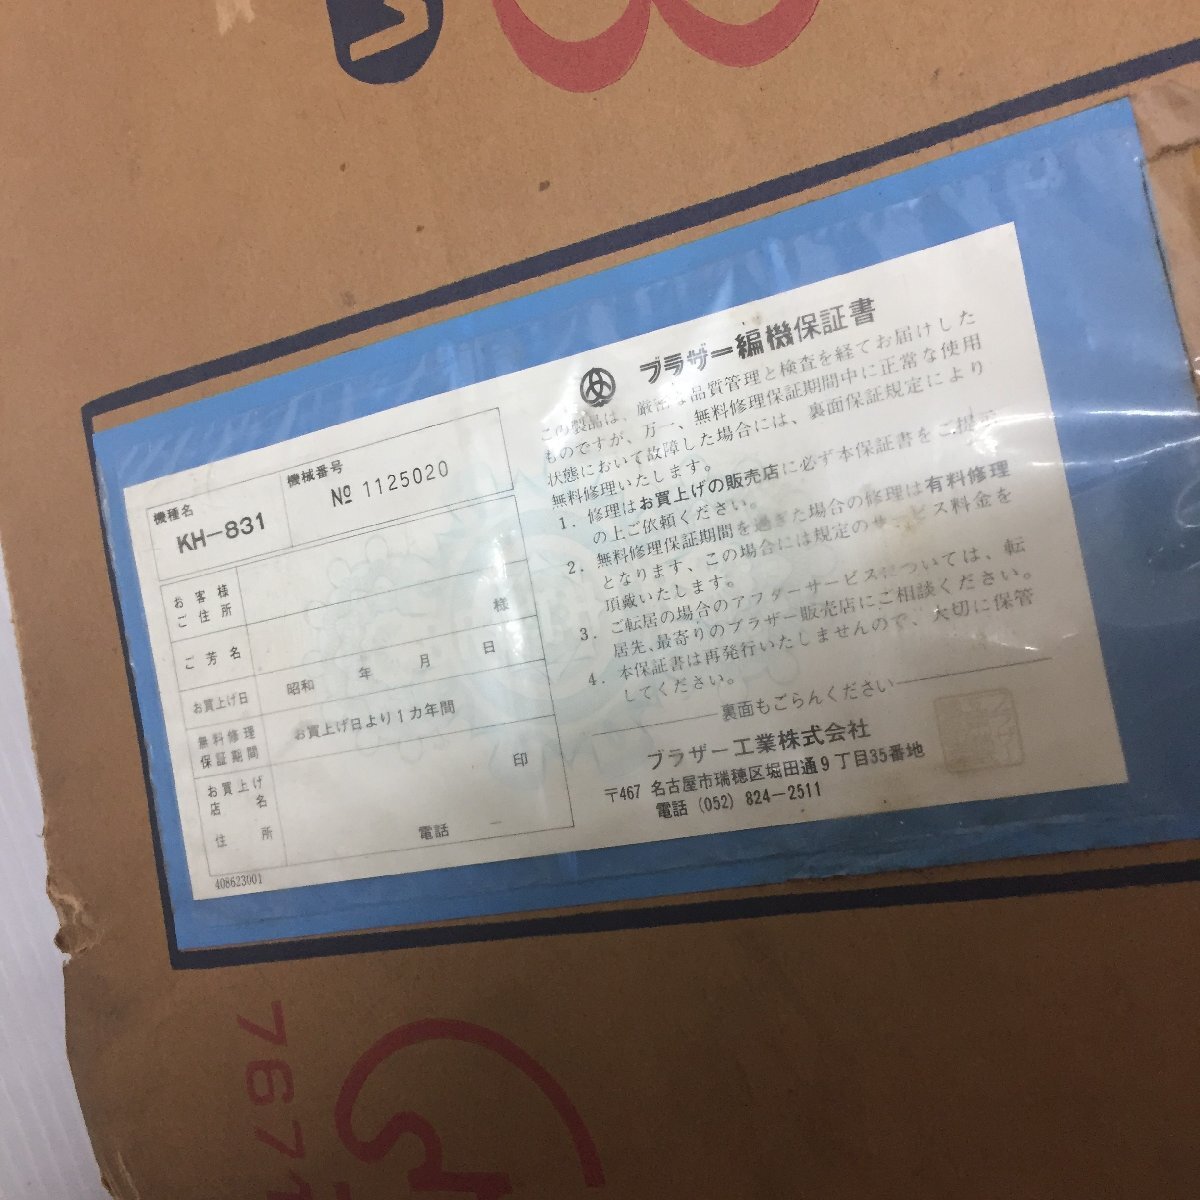 機種名
KH-831
機械番号
№ 1125020
お客様
ご住所
ご芳名
様
お買上げ日
昭和 年 月 日
無料修理
保証期間
お買上げ日より1カ年間
お買上げ
店名
印
住所
電話
408623001
ブラザー編機保証書
この製品は、厳密な品質管理と検査を経てお届けした
ものですが、万一、無料修理保証期間中に正常な使用
状態において故障した場合には、裏面保証規定により
無料修理いたします。
1. 修理はお買上げの販売店に必ず本保証書をご提示
の上ご依頼ください。
2. 無料修理保証期間を過ぎた場合の修理は有料修理
となります、この場合には規定のサービス料金を
頂戴いたします。
3. ご転居の場合のアフターサービスについては、転
居先、最寄りのブラザー販売店にご相談ください。
4. 本保証書は再発行いたしませんので、大切に保管
してください。
裏面もごらんください
ブラザー工業株式会社
〒467 名古屋市瑞穂区堀田通9丁目35番地
電話 (052) 824-2511